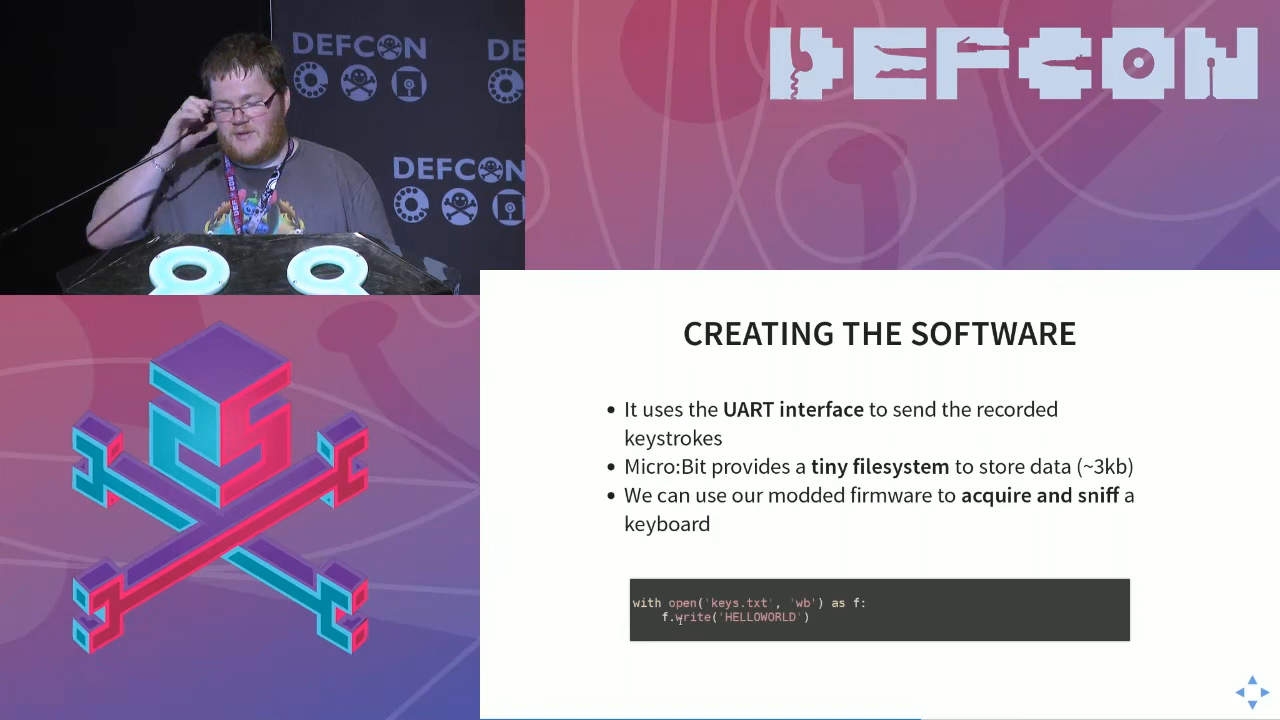 DEFCON
DE
DEFCON
DEFCON
DEFCON
CREATING THE SOFTWARE
• It uses the UART interface to send the recorded
keystrokes
• Micro:Bit provides a tiny filesystem to store data (~3kb)
• We can use our modded firmware to acquire and sniff a
keyboard
with open('keys.txt', 'wb') as f:
f.write('HELLOWORLD')